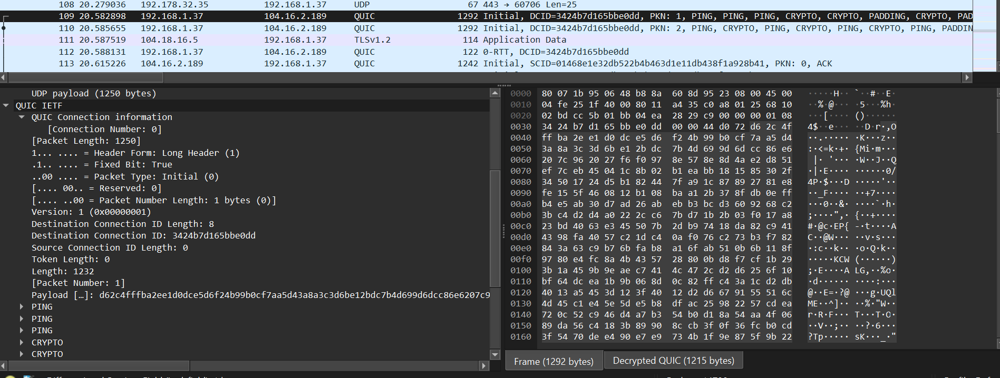 108 20.279036 192.178.32.35 192.168.1.37 UDP 67 443 → 60706 Len=25
109 20.582898 192.168.1.37 104.16.2.189 QUIC 1292 Initial, DCID=3424b7d165bbe0dd, PKN: 1, PING, PING, PING, CRYPTO, CRYPTO, PADDING, CRYPTO, PAD
110 20.585655 192.168.1.37 104.16.2.189 QUIC 1292 Initial, DCID=3424b7d165bbe0dd, PKN: 2, PING, CRYPTO, PING, CRYPTO, PING, CRYPTO, PING, PADDIN
111 20.587519 104.18.16.5 192.168.1.37 TLSv1.2 114 Application Data
112 20.588131 192.168.1.37 104.16.2.189 QUIC 122 0-RTT, DCID=3424b7d165bbe0dd
113 20.615226 104.16.2.189 192.168.1.37 QUIC 1242 Initial, SCID=01468e1e32db522b4b463d1e11db438f1a928b41, PKN: 0, ACK
UDP payload (1250 bytes)
QUIC IETF
QUIC Connection information
[Connection Number: 0]
[Packet Length: 1250]
1... .... = Header Form: Long Header (1)
.1.. .... = Fixed Bit: True
..00 .... = Packet Type: Initial (0)
[.... 00.. = Reserved: 0]
[.... ..00 = Packet Number Length: 1 bytes (0)]
Version: 1 (0x00000001)
Destination Connection ID Length: 8
Destination Connection ID: 3424b7d165bbe0dd
Source Connection ID Length: 0
Token Length: 0
Length: 1232
[Packet Number: 1]
Payload […]: d62c4fffba2ee1d0dce5d6f24b99b0cf7aa5d43a8a3c3d6be12bdc7b4d699d6dcc86e6207c9
PING
PING
PING
CRYPTO
CRYPTO
0000 80 07 1b 95 06 48 b8 8a 60 8d 95 23 08 00 45 00 ·····H·· `··#··E·
0010 04 fe 25 1f 40 00 80 11 a4 35 c0 a8 01 25 68 10 ··%·@··· ·5···%h·
0020 02 bd cc 5b 01 bb 04 ea 28 29 c9 00 00 00 01 08 ···[···· ()······
0030 34 24 b7 d1 65 bb e0 dd 00 00 44 d0 72 d6 2c 4f 4$··e··· ··D·r·,O
0040 ff ba 2e e1 d0 dc e5 d6 f2 4b 99 b0 cf 7a a5 d4 ··.····· ·K···z··
0050 3a 8a 3c 3d 6b e1 2b dc 7b 4d 69 9d 6d cc 86 e6 :·<=k·+· {Mi·m···
0060 20 7c 96 20 27 f6 f0 97 8e 57 8e 8d 4a e2 d8 51 |· '··· ·W··J··Q
0070 ef 7c eb 45 04 1c 8b 02 b1 ea bb 18 15 85 30 2f ·|·E···· ······0/
0080 34 50 17 24 d5 b1 82 44 7f a9 1c 87 89 27 81 e8 4P·$···D ·····'··
0090 fe 15 5f 46 08 12 b1 08 ba a1 2b 37 8f db 0e ff ··_F···· ··+7····
00a0 b4 e5 ab 30 d7 ad 26 ab eb b3 bc d3 60 92 68 c2 ···0··&· ····`·h·
00b0 3b c4 d2 d4 a0 22 2c c6 7b d7 1b 2b 03 f0 17 a8 ;····",· {··+····
00c0 23 bd 40 63 e3 45 50 7b 2d b9 74 18 da 82 c9 41 #·@c·EP{ -·t····A
00d0 43 98 fa 40 57 c2 1d c4 0a f0 76 c2 73 b3 f7 82 C··@W··· ··v·s···
00e0 84 3a 63 c9 b7 6b fa b8 a1 6f ab 51 0b 6b 11 8f ·:c··k·· ·o·Q·k··
00f0 97 80 e4 fc 8a 4b 43 57 28 80 0b d8 f7 cf 1b 29 ·····KCW (······)
0100 3b 1a 45 9b 9e ae c7 41 4c 47 2c d2 d6 25 6f 10 ;·E····A LG,··%o·
0110 bf 64 dc ea 1b 9b 06 8d 0c 82 ff c4 3a 1c d2 db ·d······ ····:···
0120 40 13 a5 45 3d 12 3f 40 12 d2 d6 67 91 55 51 6c @··E=·?@ ···g·UQl
0130 4d 45 c1 e4 5e 5d e5 b8 df ac 25 98 22 57 cd ea ME··^]·· ··%·"W··
0140 72 0c 52 c9 46 d4 a7 b3 54 b0 d1 8a 54 aa 4f 06 r·R·F··· T···T·O·
0150 89 da 56 c4 18 3b 89 90 8c cb 3f 0f 36 fc b0 cd ··V··;·· ··?·6···
0160 3f 54 70 de e4 90 e7 e9 73 4b 1f 9e 87 5f 9b 22 ?Tp····· sK···_·"
Frame (1292 bytes) Decrypted QUIC (1215 bytes)